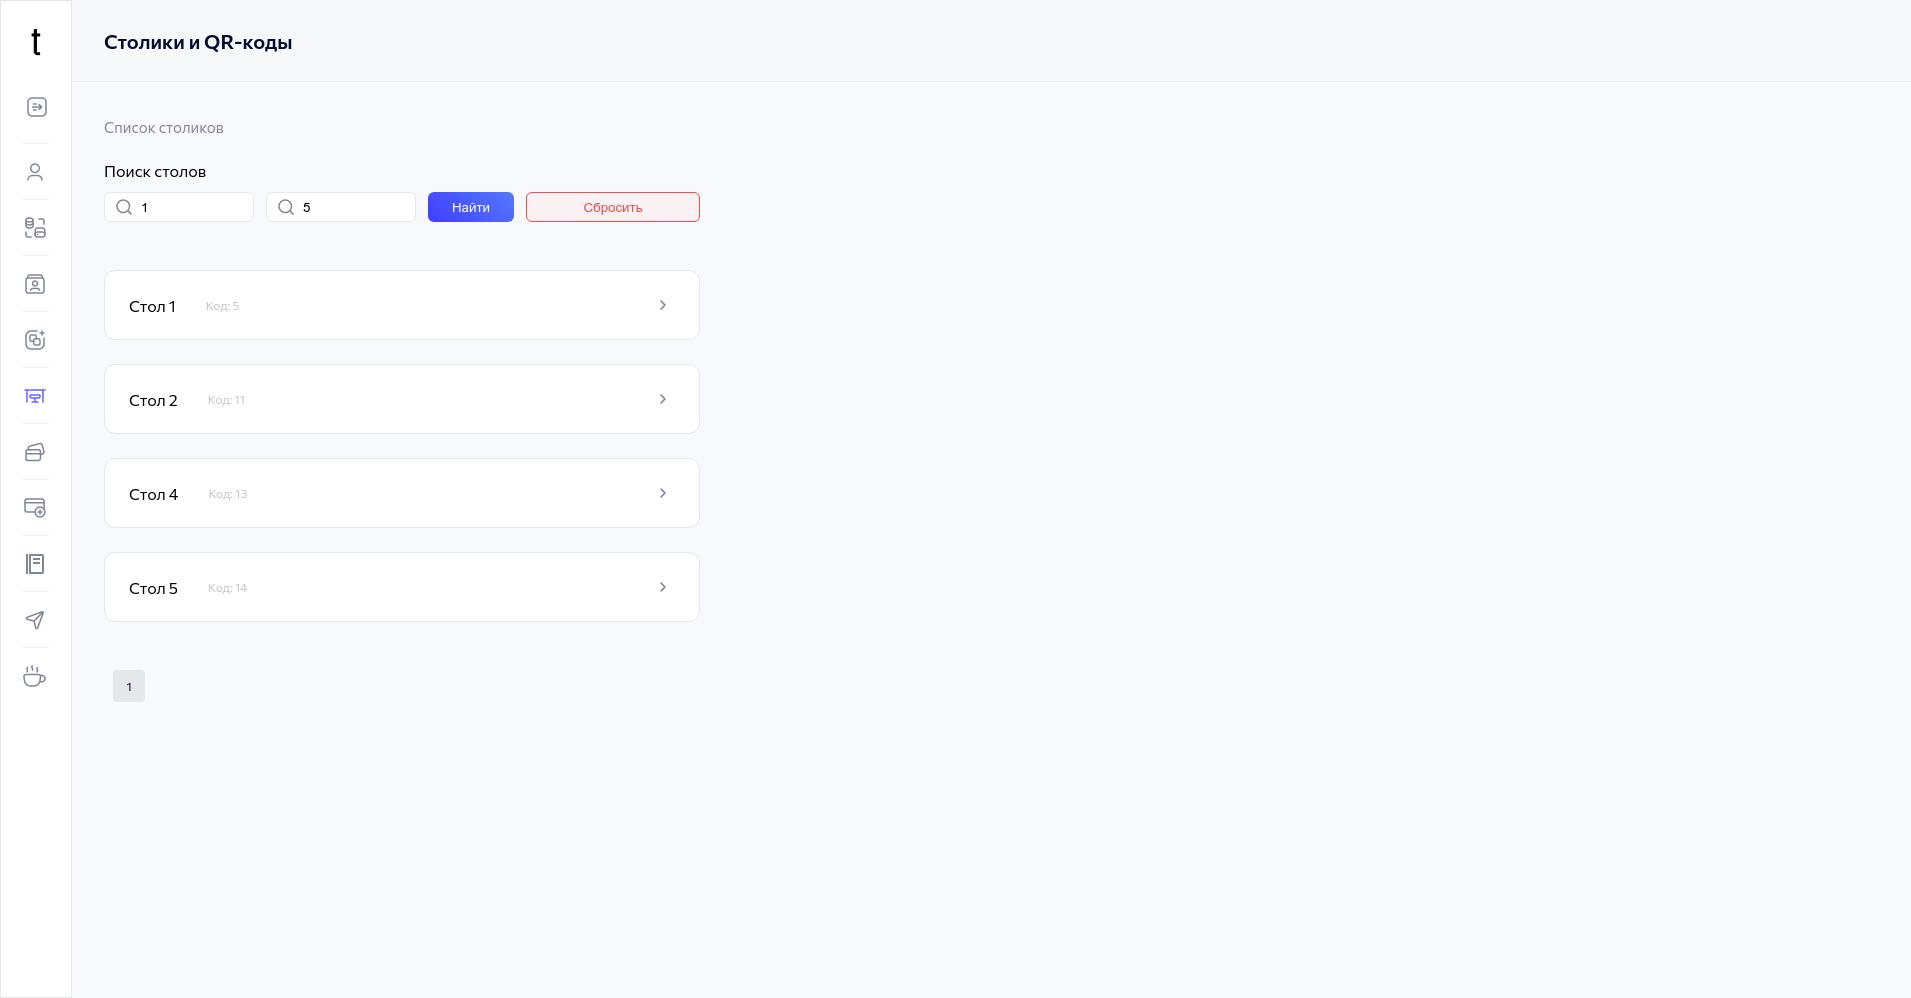 t
Столики и QR-коды
Список столиков
Поиск столов
1 5 Найти Сбросить
Стол 1 Код: 5
Стол 2 Код: 11
Стол 4 Код: 13
Стол 5 Код: 14
1